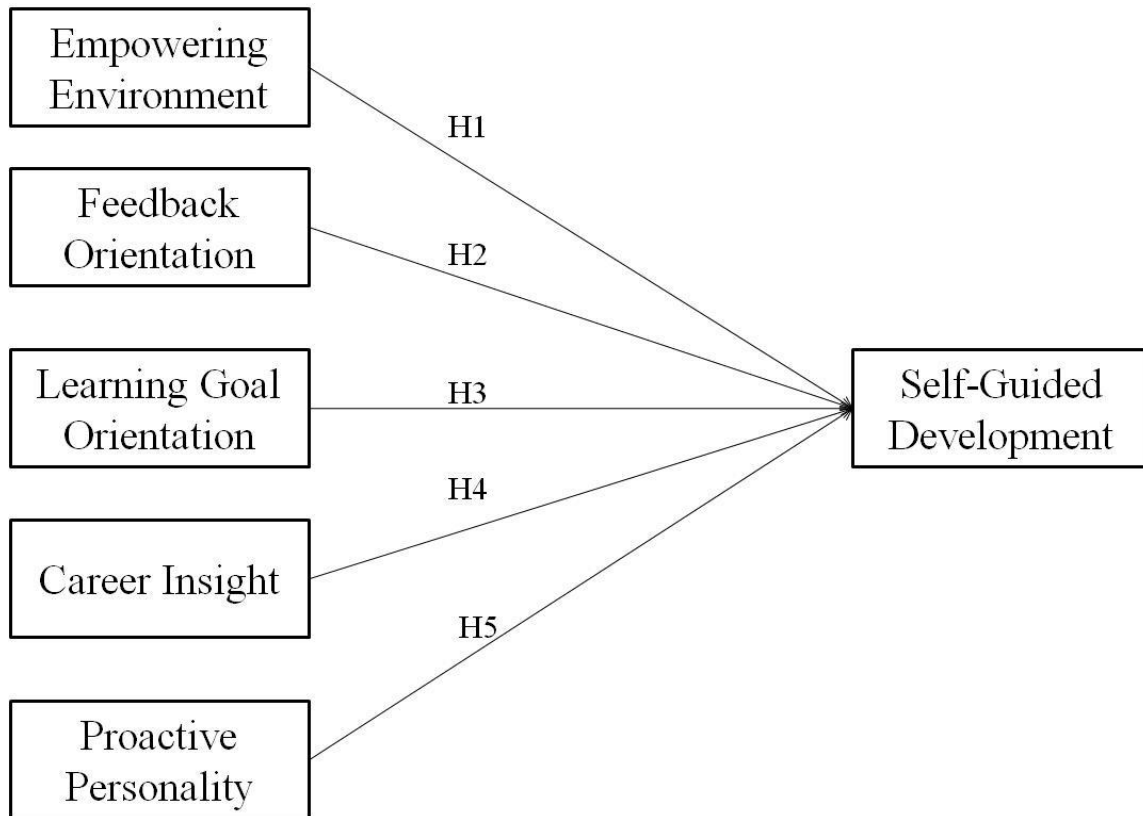 Empowering
Environment
H1
Feedback
Orientation
H2
Learning Goal
Orientation
H3
Self-Guided
Development
H4
Career Insight
H5
Proactive
Personality